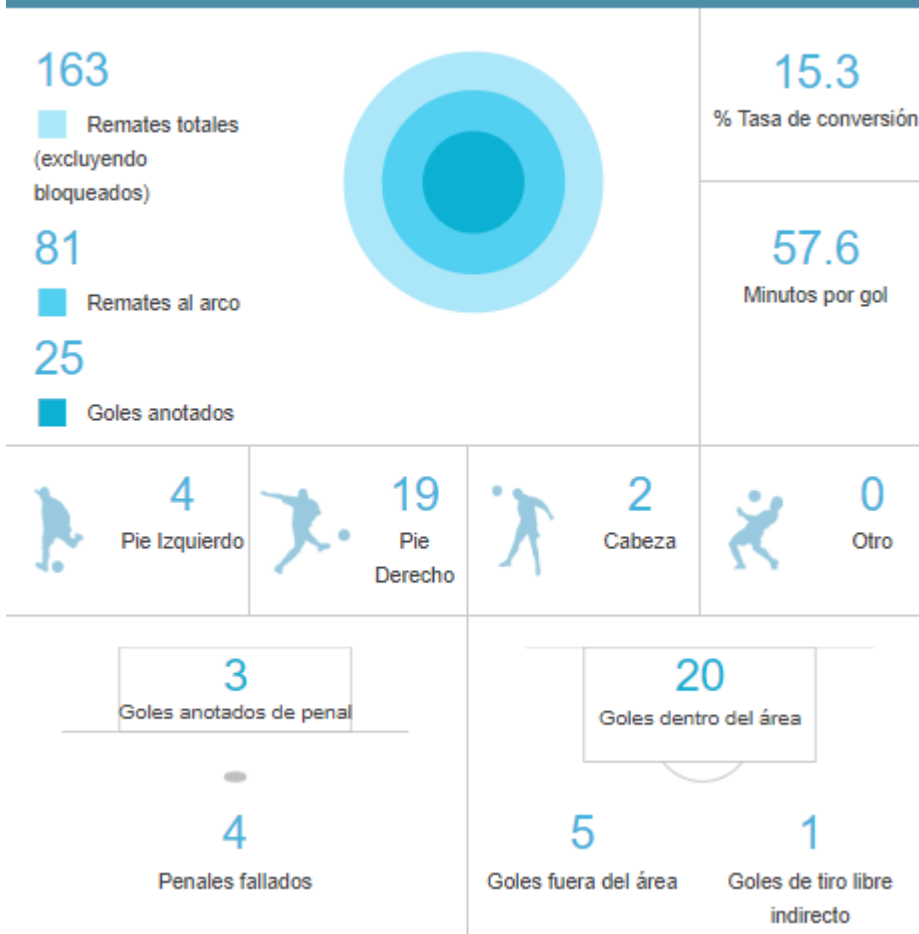 163
Remates totales
(excluyendo
bloqueados)
81
Remates al arco
25
Goles anotados
15.3
% Tasa de conversión
57.6
Minutos por gol
4
Pie Izquierdo
19
Pie
Derecho
2
Cabeza
0
Otro
3
Goles anotados de penal
4
Penales fallados
20
Goles dentro del área
5
Goles fuera del área
1
Goles de tiro libre
indirecto